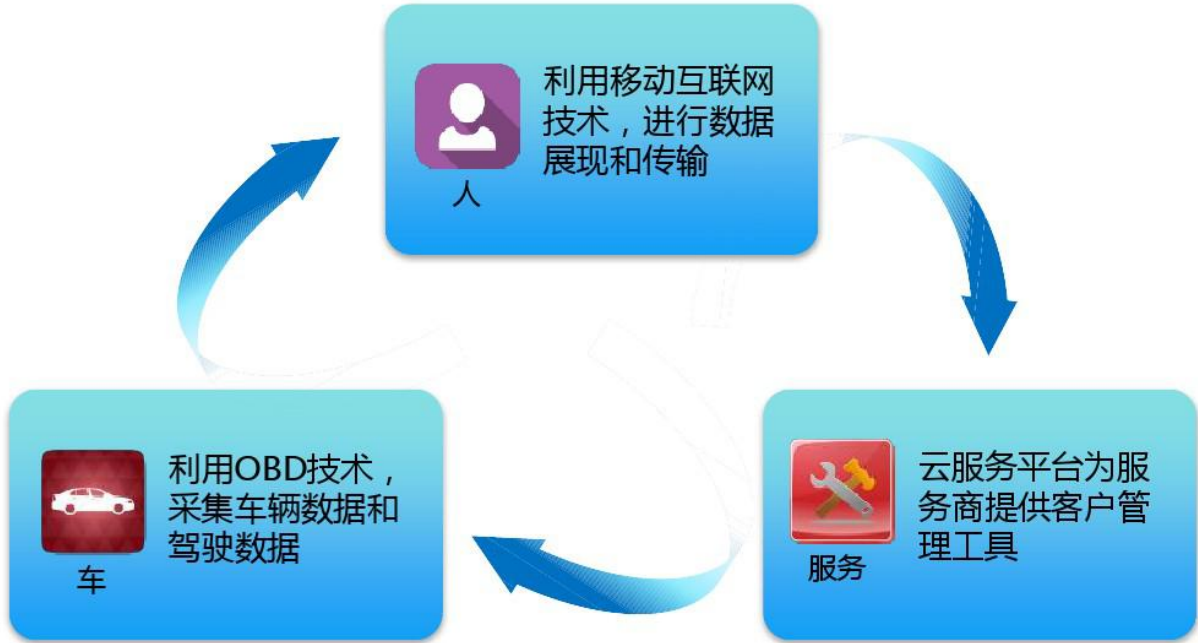 利用移动互联网
技术，进行数据
展现和传输
人
利用OBD技术，
采集车辆数据和
驾驶数据
车
云服务平台为服
务商提供客户管
理工具
服务